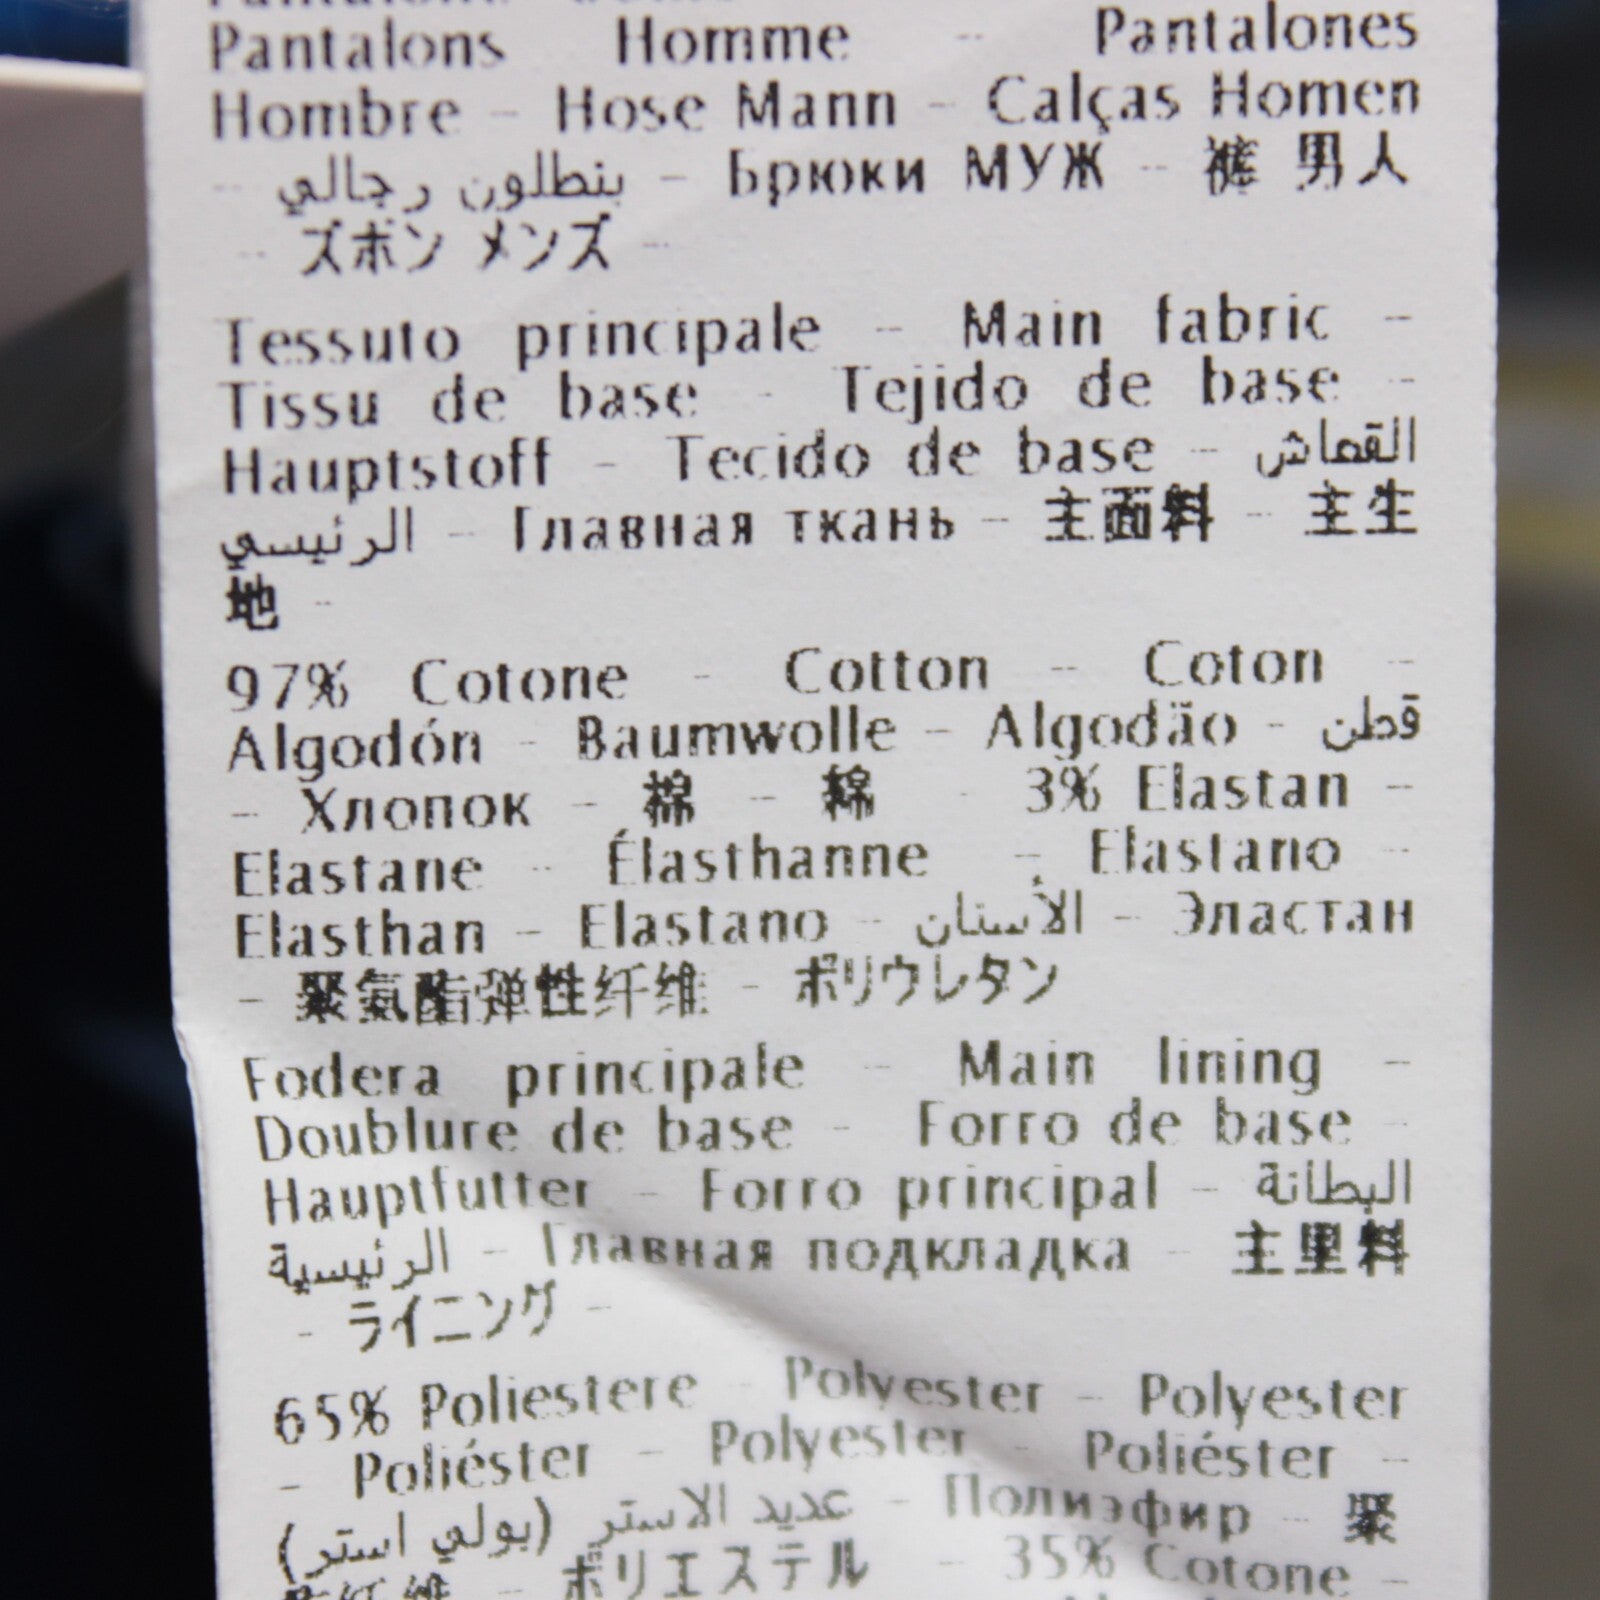 Pantalons Homme - Pantalones
Hombre - Hose Mann - Calças Homen
- بنطلون رجالي - Брюки МУЖ - 裤 男人
- ズボン メンズ -
Tessuto principale - Main fabric -
Tissu de base - Tejido de base -
Hauptstoff - Tecido de base - القماش
الرئيسي - Главная ткань - 主面料 - 主生
地 -
97% Cotone - Cotton - Coton -
Algodón - Baumwolle - Algodão - قطن
- Хлопок - 棉 - 綿 - 3% Elastan -
Elastane - Élasthanne - Elastano -
Elasthan - Elastano - الأستان - Эластан
- 聚氨酯弹性纤维 - ポリウレタン
Fodera principale - Main lining -
Doublure de base - Forro de base -
Hauptfutter - Forro principal - البطانة
الرئيسية - Главная подкладка - 主里料
- ライニング -
65% Poliestere - Polyester - Polyester
- Poliéster - Polyester - Poliéster -
عديد الاستر (بولي استر) - Полиэфир - 聚
纤维 - ポリエステル - 35% Cotone -